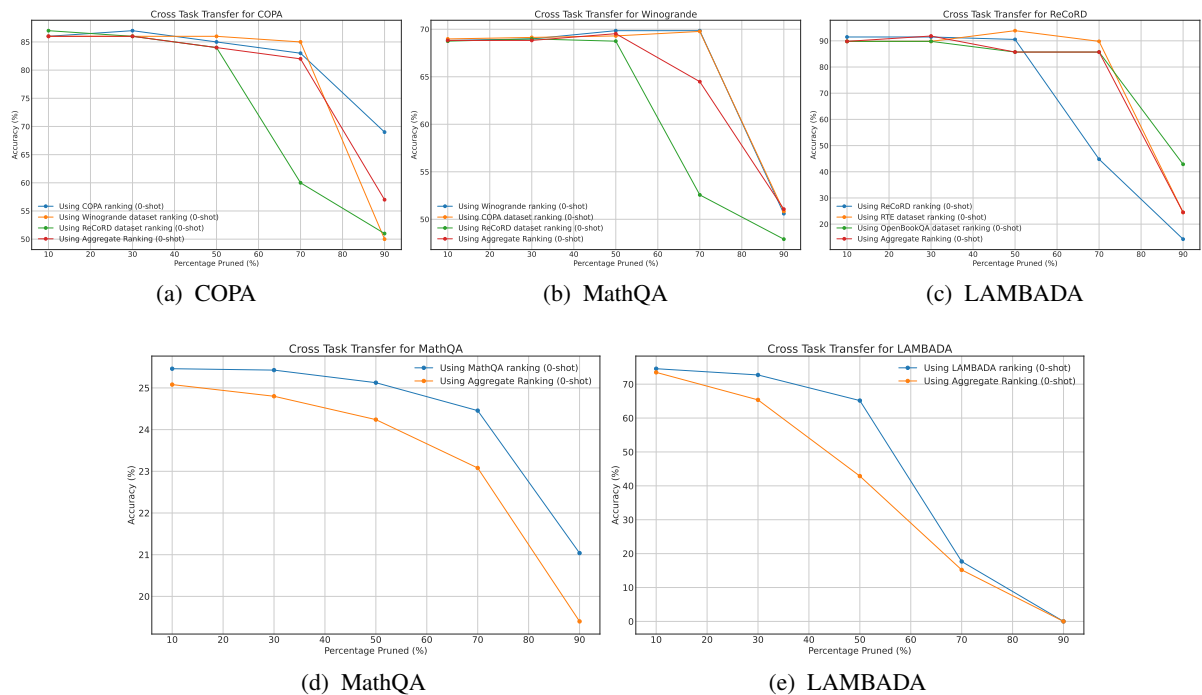 Cross Task Transfer for COPA
Accuracy (%)
85
80
75
70
65
60
55
50
Using COPA ranking (0-shot)
Using Winogrande dataset ranking (0-shot)
Using ReCoRD dataset ranking (0-shot)
Using Aggregate Ranking (0-shot)
10 20 30 40 50 60 70 80 90
Percentage Pruned (%)
(a) COPA
Cross Task Transfer for Winogrande
Accuracy (%)
70
65
60
55
50
Using Winogrande ranking (0-shot)
Using COPA dataset ranking (0-shot)
Using ReCoRD dataset ranking (0-shot)
Using Aggregate Ranking (0-shot)
10 20 30 40 50 60 70 80 90
Percentage Pruned (%)
(b) MathQA
Cross Task Transfer for ReCoRD
Accuracy (%)
90
80
70
60
50
40
30
20
Using ReCoRD ranking (0-shot)
Using RTE dataset ranking (0-shot)
Using OpenBookQA dataset ranking (0-shot)
Using Aggregate Ranking (0-shot)
10 20 30 40 50 60 70 80 90
Percentage Pruned (%)
(c) LAMBADA
Cross Task Transfer for MathQA
Accuracy (%)
25
24
23
22
21
20
Using MathQA ranking (0-shot)
Using Aggregate Ranking (0-shot)
10 20 30 40 50 60 70 80 90
Percentage Pruned (%)
(d) MathQA
Cross Task Transfer for LAMBADA
Accuracy (%)
70
60
50
40
30
20
10
0
Using LAMBADA ranking (0-shot)
Using Aggregate Ranking (0-shot)
10 20 30 40 50 60 70 80 90
Percentage Pruned (%)
(e) LAMBADA